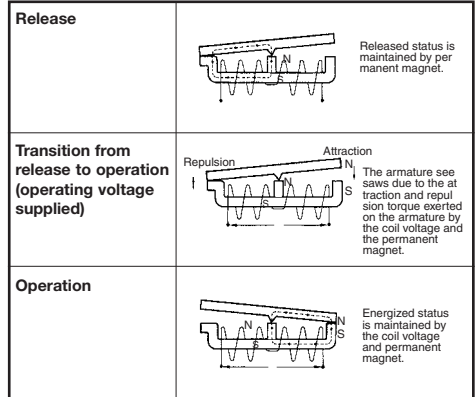 Release
N
S
Released status is
maintained by per
manent magnet.
Transition from
release to operation
(operating voltage
supplied)
Repulsion
Attraction
N
N
S
S
The armature see
saws due to the at
traction and repul
sion torque exerted
on the armature by
the coil voltage and
the permanent
magnet.
Operation
N
N
S
S
Energized status
is maintained by
the coil voltage
and permanent
magnet.